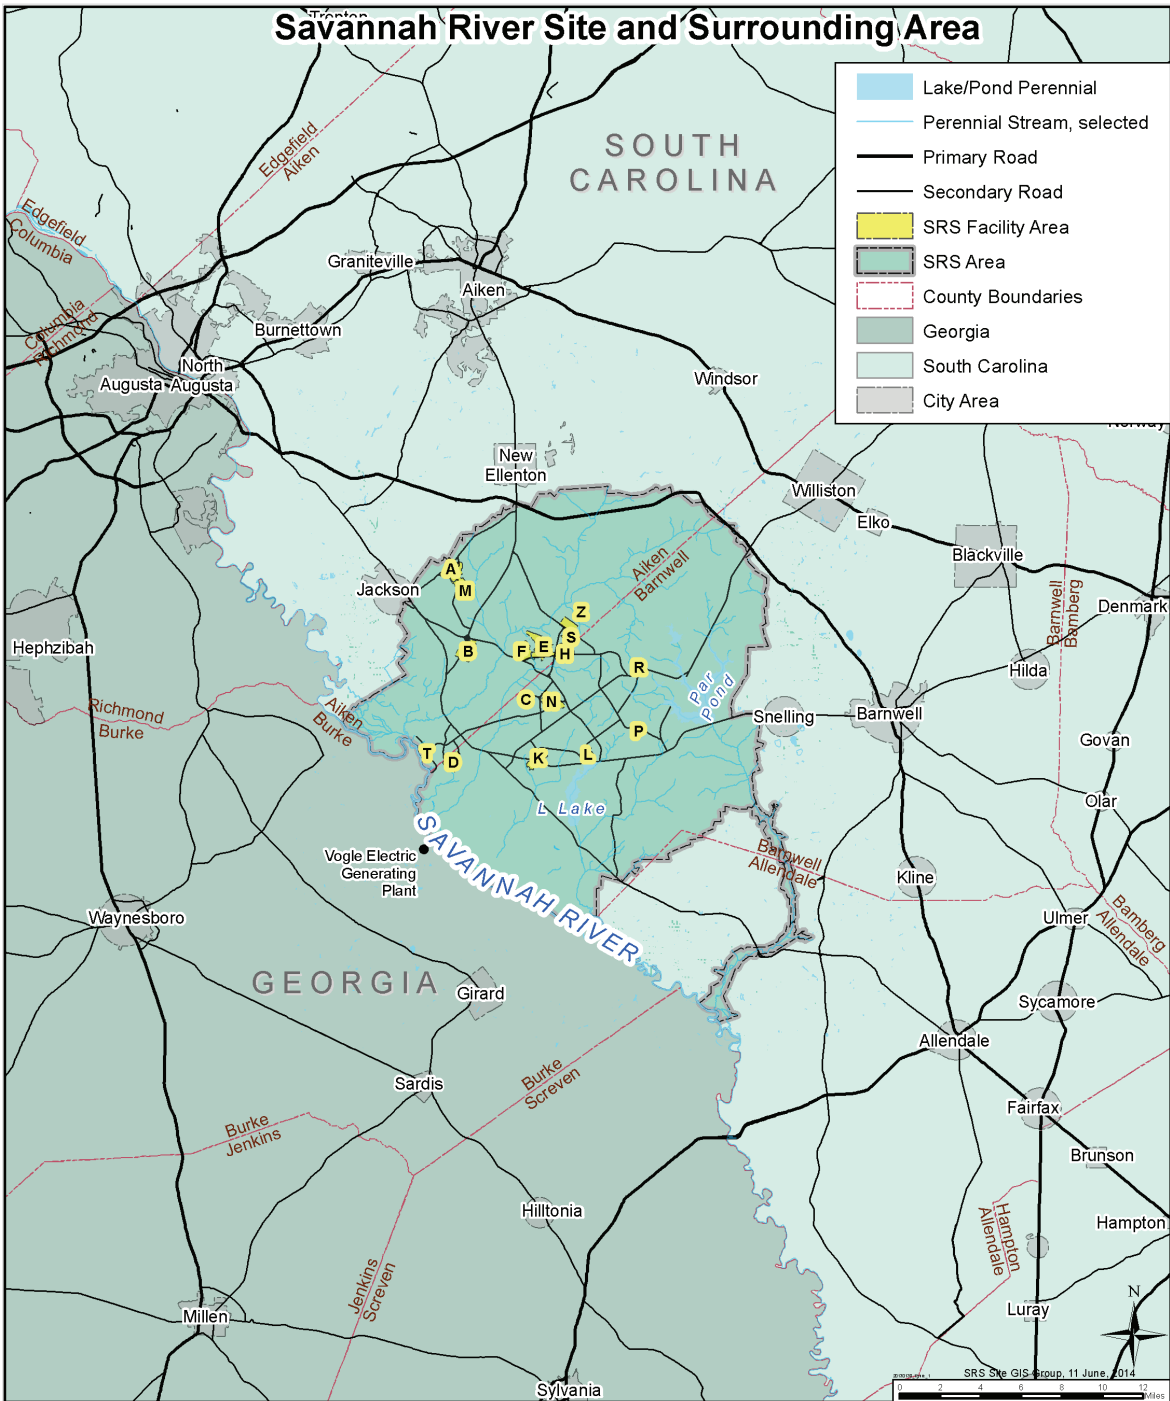 Trenton
Savannah River Site and Surrounding Area
Lake/Pond Perennial
Perennial Stream, selected
Primary Road
Secondary Road
SRS Facility Area
SRS Area
County Boundaries
Georgia
South Carolina
City Area
SOUTH
CAROLINA
Edgefield
Aiken
Edgefield
Columbia
Graniteville
Aiken
Columbia
Richmond
Burnettown
North
Augusta
Augusta
Windsor
Norway
New
Ellenton
Williston
Elko
Blackville
Aiken
Barnwell
A
M
Jackson
Z
S
Barnwell
Bamberg
Denmark
Hephzibah
B
F
E
H
R
Hilda
Par
Pond
C
N
Richmond
Burke
Aiken
Burke
Snelling
Barnwell
P
Govan
T
D
K
L
L Lake
Olar
SAVANNAH RIVER
Vogle Electric
Generating
Plant
Barnwell
Allendale
Kline
Waynesboro
Ulmer
Bamberg
Allendale
GEORGIA
Girard
Sycamore
Allendale
Sardis
Burke
Screven
Fairfax
Burke
Jenkins
Brunson
Hilltonia
Hampton
Hampton
Allendale
Jenkins
Screven
Millen
Luray
N
Sylvania
SRS Site GIS Group, 11 June, 2014
0 2 4 6 8 10 12
Miles